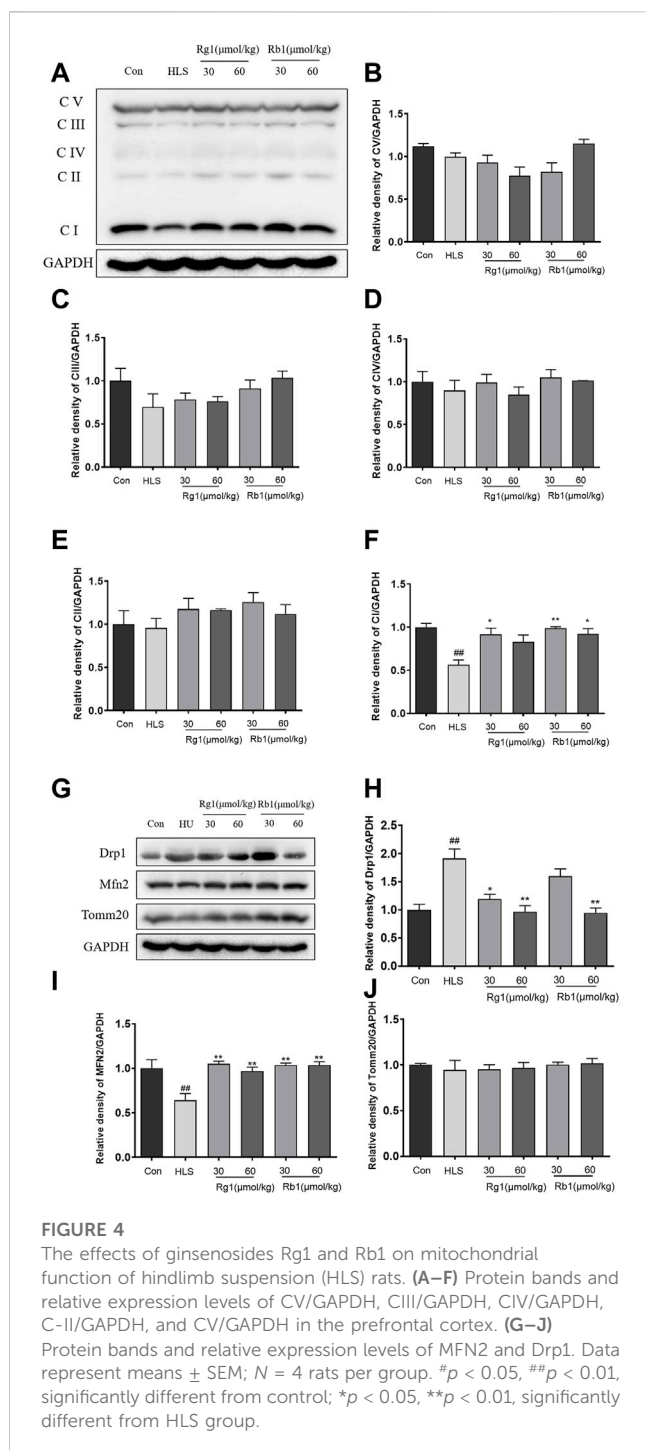 A
Rg1(μmol/kg) Rb1(μmol/kg)
Con HLS 30 60 30 60
C V
C III
C IV
C II
C I
GAPDH
B
Relative density of CV/GAPDH
1.5
1.0
0.5
0.0
Con HLS 30 60 30 60
Rg1(μmol/kg) Rb1(μmol/kg)
C
Relative density of CIII/GAPDH
1.5
1.0
0.5
0.0
Con HLS 30 60 30 60
Rg1(μmol/kg) Rb1(μmol/kg)
D
Relative density of CIV/GAPDH
1.5
1.0
0.5
0.0
Con HLS 30 60 30 60
Rg1(μmol/kg) Rb1(μmol/kg)
E
Relative density of CII/GAPDH
1.5
1.0
0.5
0.0
Con HLS 30 60 30 60
Rg1(μmol/kg) Rb1(μmol/kg)
F
Relative density of CI/GAPDH
1.5
1.0
0.5
0.0
## * ** *
Con HLS 30 60 30 60
Rg1(μmol/kg) Rb1(μmol/kg)
G
Rg1(μmol/kg) Rb1(μmol/kg)
Con HU 30 60 30 60
Drp1
Mfn2
Tomm20
GAPDH
H
Relative density of Drp1/GAPDH
2.5
2.0
1.5
1.0
0.5
0.0
## * ** **
Con HLS 30 60 30 60
Rg1(μmol/kg) Rb1(μmol/kg)
I
Relative density of MFN2/GAPDH
1.5
1.0
0.5
0.0
## ** ** ** **
Con HLS 30 60 30 60
Rg1(μmol/kg) Rb1(μmol/kg)
J
Relative density of Tomm20/GAPDH
1.5
1.0
0.5
0.0
Con HLS 30 60 30 60
Rg1(μmol/kg) Rb1(μmol/kg)
FIGURE 4
The effects of ginsenosides Rg1 and Rb1 on mitochondrial
function of hindlimb suspension (HLS) rats. (A–F) Protein bands and
relative expression levels of CV/GAPDH, CIII/GAPDH, CIV/GAPDH,
C-II/GAPDH, and CV/GAPDH in the prefrontal cortex. (G–J)
Protein bands and relative expression levels of MFN2 and Drp1. Data
represent means ± SEM; N = 4 rats per group. #p < 0.05, ##p < 0.01,
significantly different from control; *p < 0.05, **p < 0.01, significantly
different from HLS group.